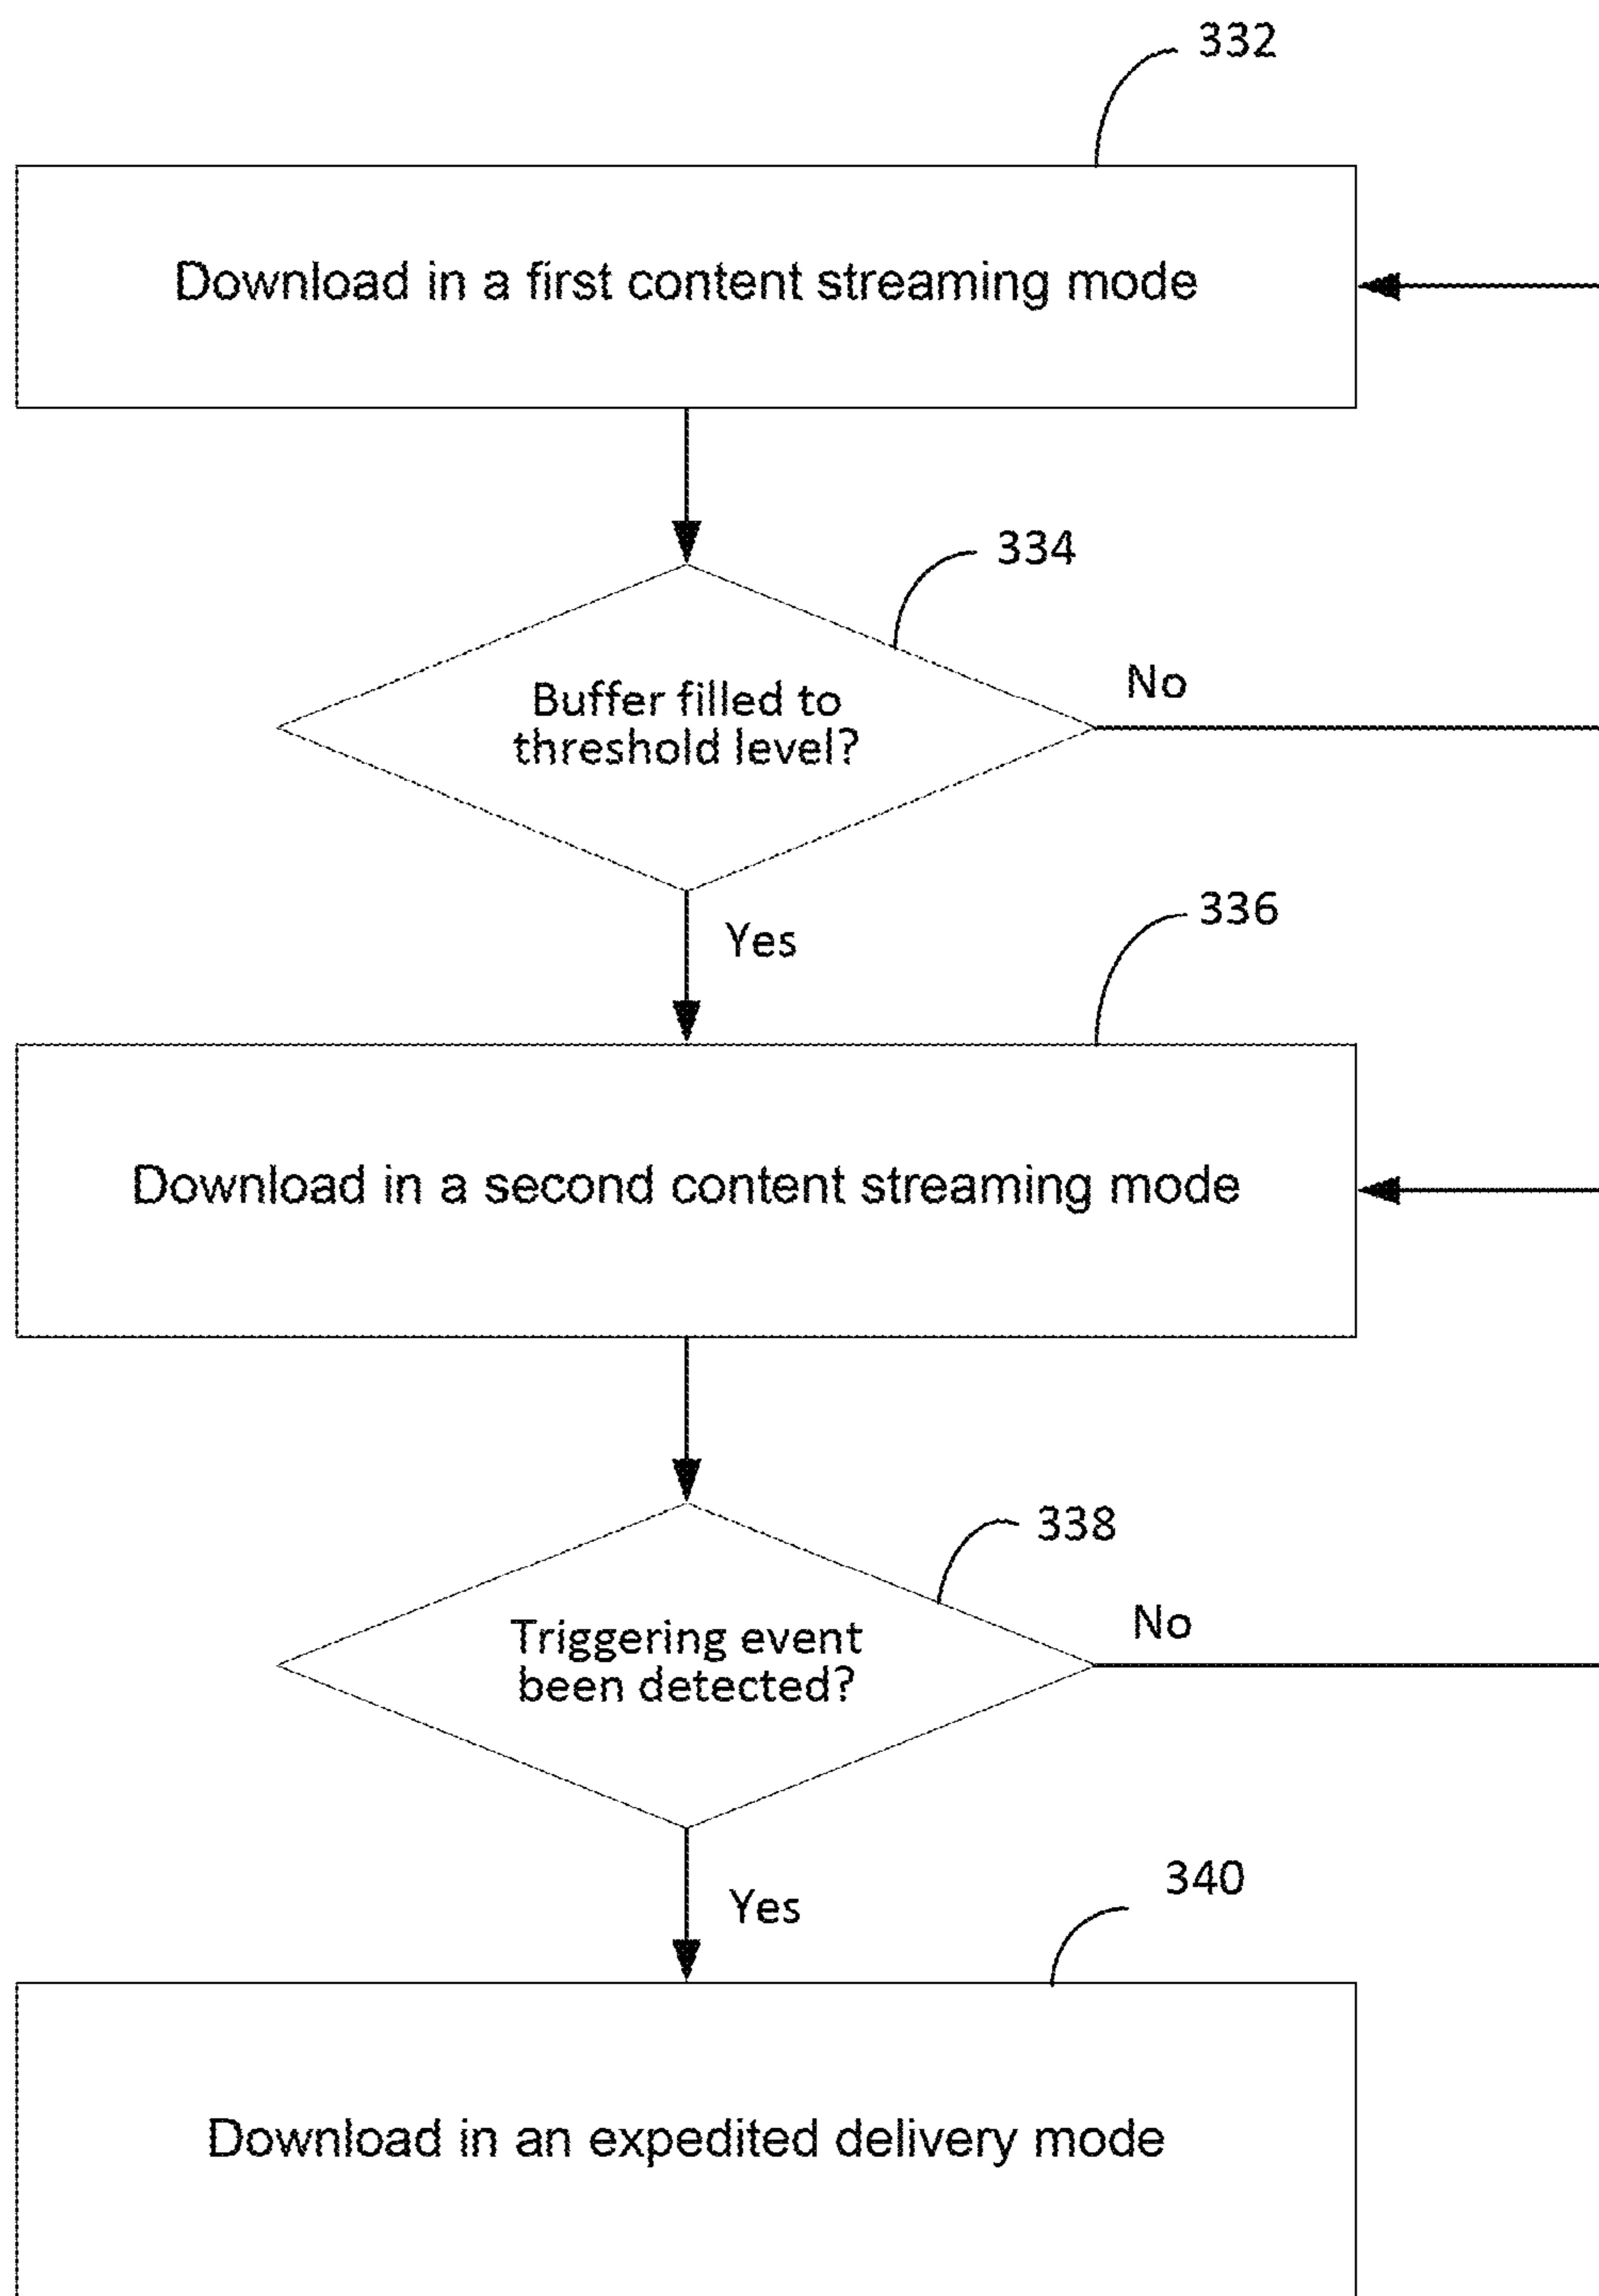 332
Download in a first content streaming mode
334
Buffer filled to
threshold level?
No
Yes
336
Download in a second content streaming mode
338
Triggering event
been detected?
No
Yes
340
Download in an expedited delivery mode